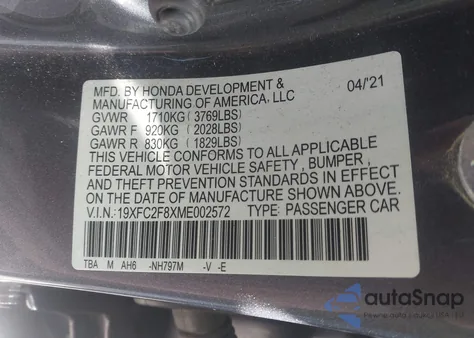 MFD. BY HONDA DEVELOPMENT & 04/'21
MANUFACTURING OF AMERICA, LLC
GVWR 1710KG (3769LBS)
GAWR F 920KG (2028LBS)
GAWR R 830KG (1829LBS)
THIS VEHICLE CONFORMS TO ALL APPLICABLE
FEDERAL MOTOR VEHICLE SAFETY, BUMPER,
AND THEFT PREVENTION STANDARDS IN EFFECT
ON THE DATE OF MANUFACTURE SHOWN ABOVE.
V.I.N.: 19XFC2F8XME002572 TYPE: PASSENGER CAR
TBA M AH6 -NH797M -V -E
autoSnap